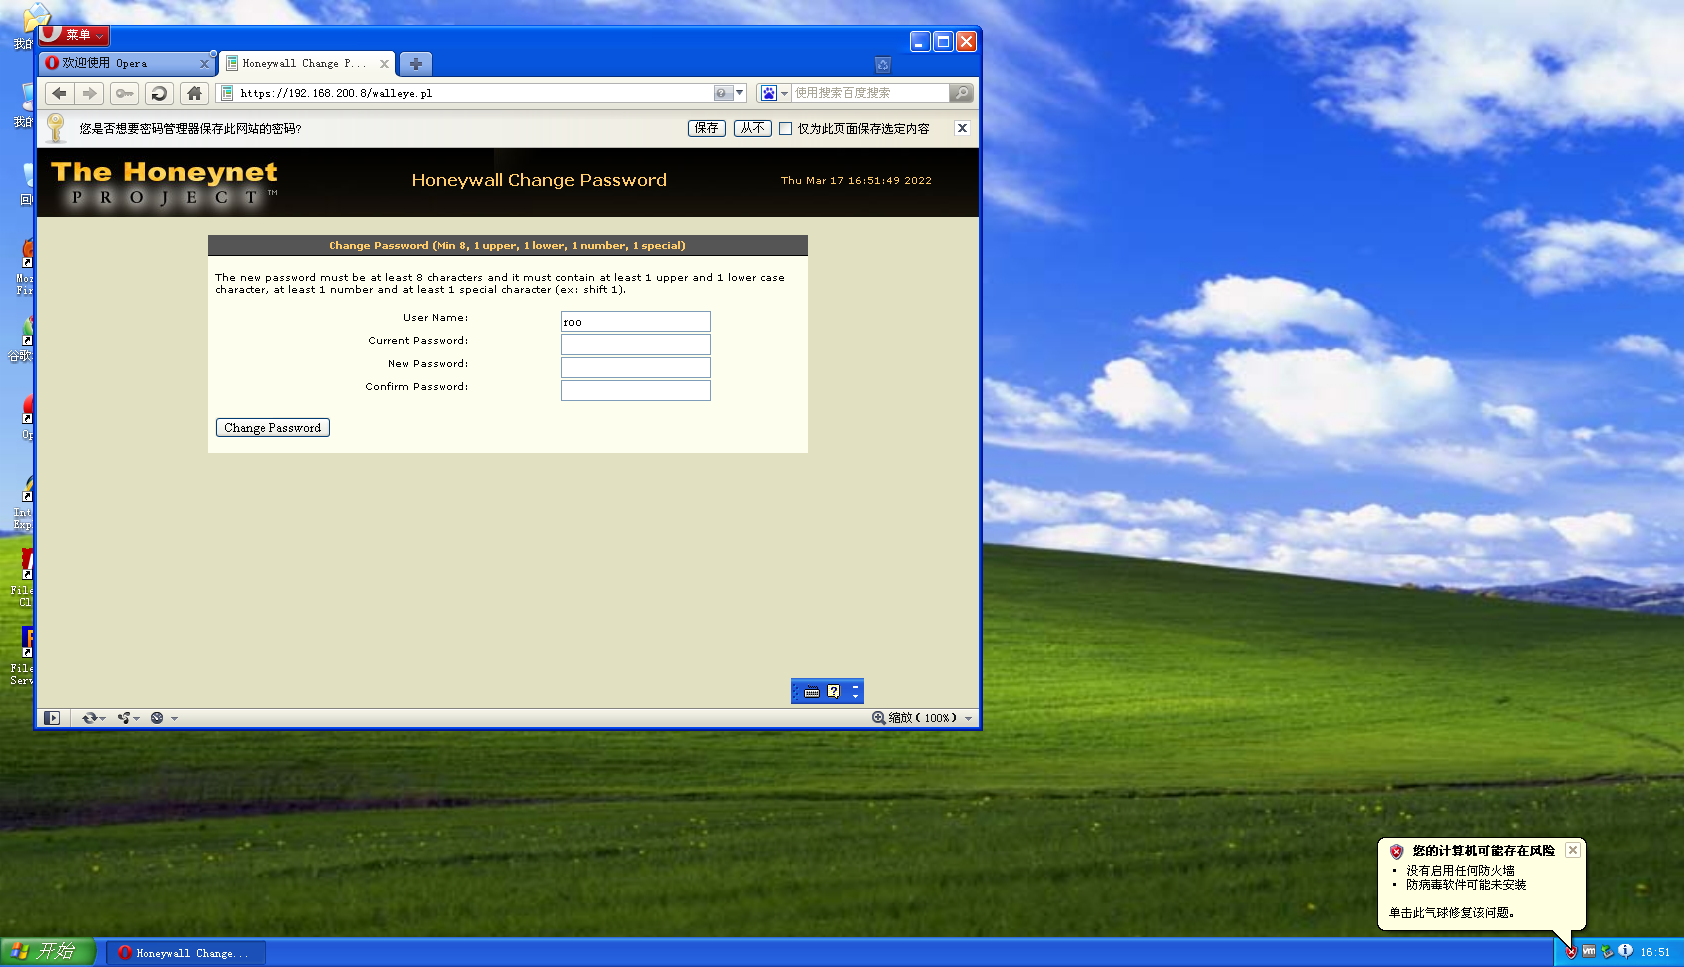 菜单
欢迎使用 Opera
Honeywall Change P...
https://192.168.200.8/walleye.pl
使用搜索百度搜索
您是否想要密码管理器保存此网站的密码?
保存
从不
仅为此页面保存选定内容
The Honeynet
PROJECT™
Honeywall Change Password
Thu Mar 17 16:51:49 2022
Change Password (Min 8, 1 upper, 1 lower, 1 number, 1 special)
The new password must be at least 8 characters and it must contain at least 1 upper and 1 lower case
character, at least 1 number and at least 1 special character (ex: shift 1).
User Name:
roo
Current Password:
New Password:
Confirm Password:
Change Password
缩放 (100%)
我的
我的
回
Moz
Fir
谷歌
Op
Int
Exp
File
Cl
File
Serv
您的计算机可能存在风险
• 没有启用任何防火墙
• 防病毒软件可能未安装
单击此气球修复该问题。
开始
Honeywall Change...
vm
16:51